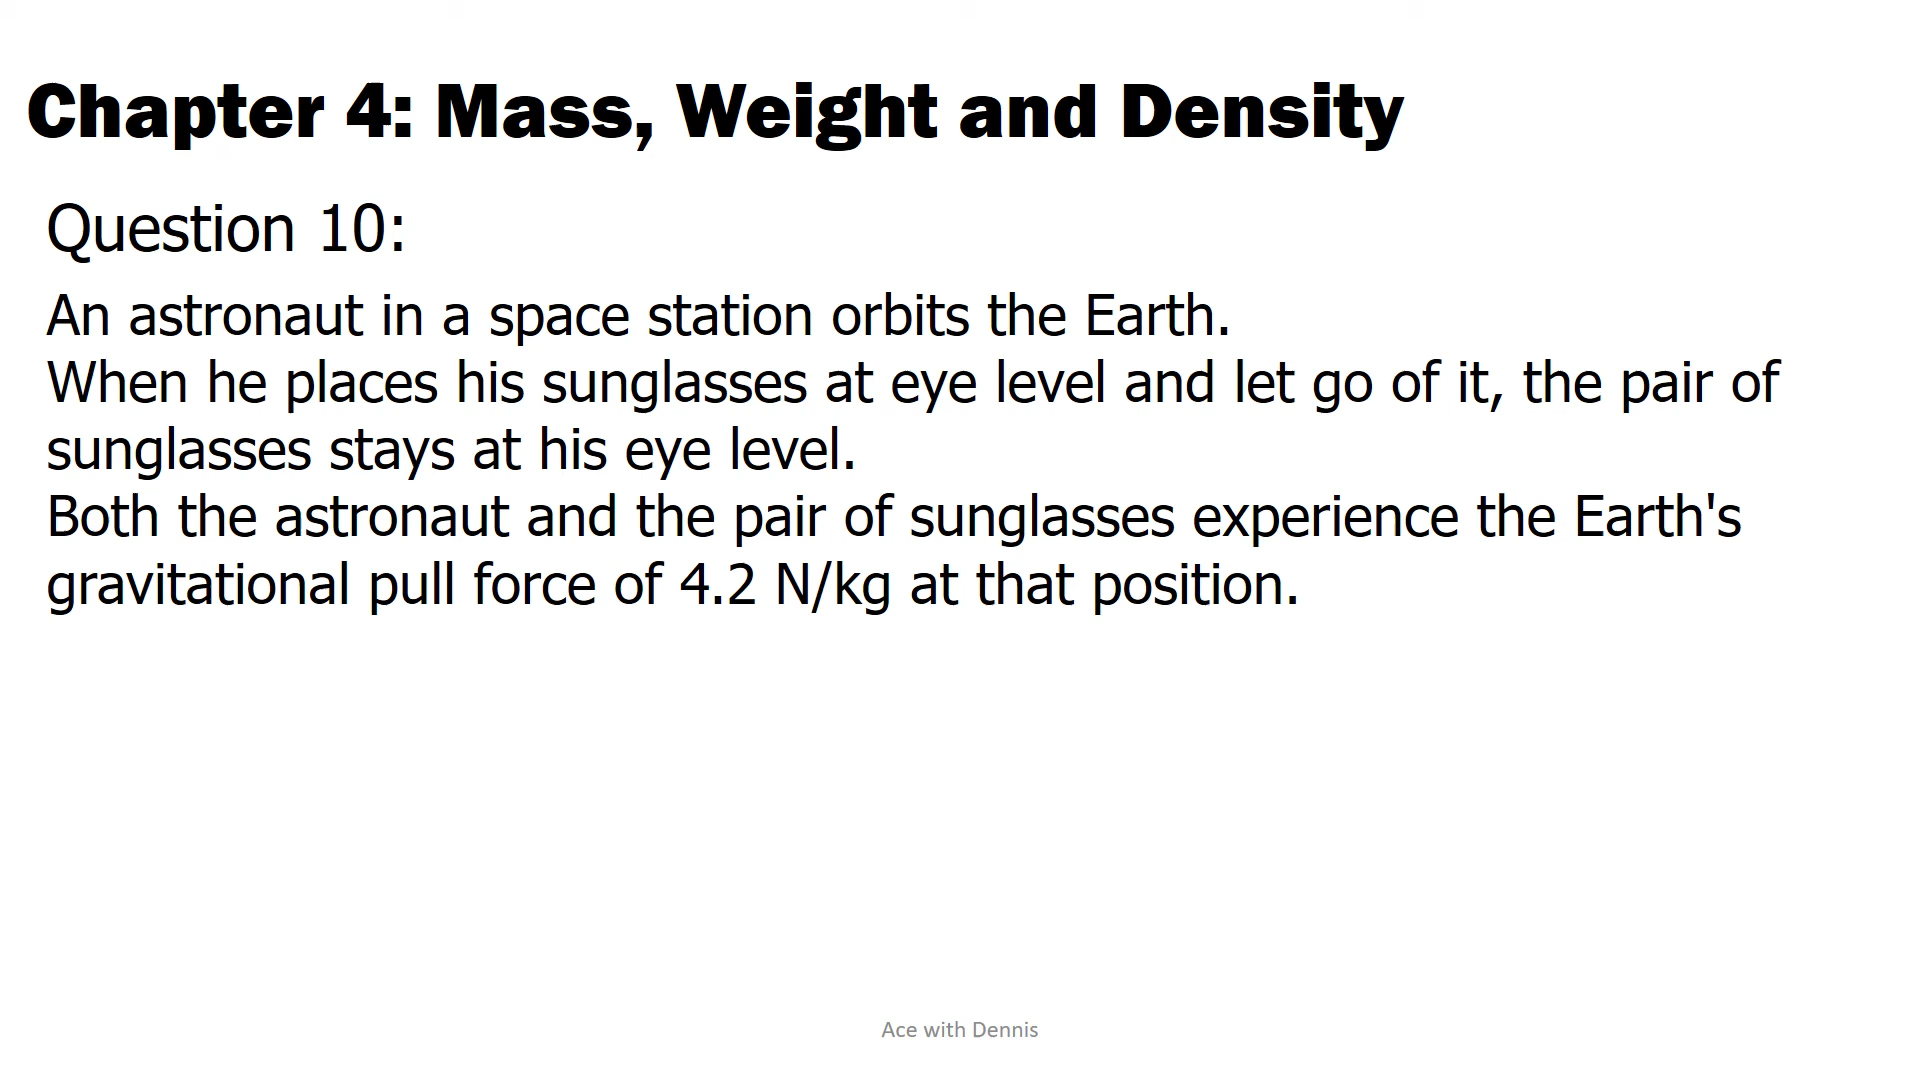 Chapter 4: Mass, Weight and Density
Question 10:
An astronaut in a space station orbits the Earth.
When he places his sunglasses at eye level and let go of it, the pair of
sunglasses stays at his eye level.
Both the astronaut and the pair of sunglasses experience the Earth's
gravitational pull force of 4.2 N/kg at that position.
Ace with Dennis